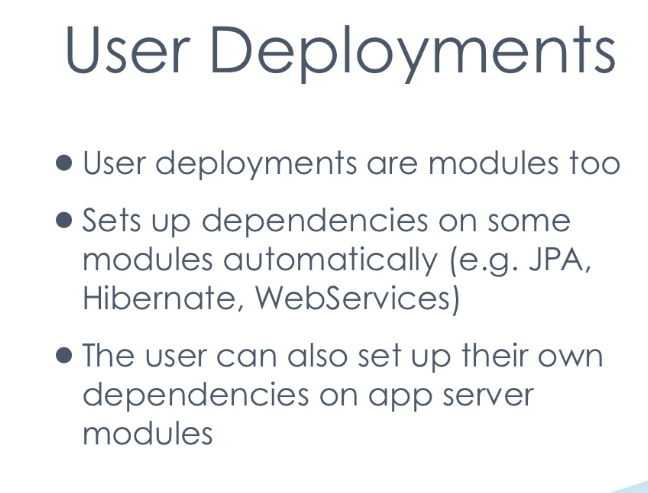 User Deployments
● User deployments are modules too
● Sets up dependencies on some
modules automatically (e.g. JPA,
Hibernate, WebServices)
● The user can also set up their own
dependencies on app server
modules